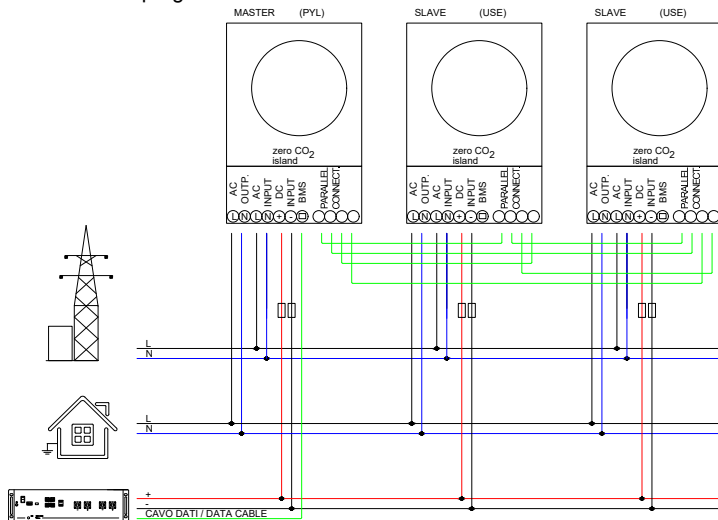 MASTER (PYL) SLAVE (USE) SLAVE (USE)
zero CO2
island
zero CO2
island
zero CO2
island
AC
OUTP.
AC
INPUT
DC
INPUT
BMS
PARALLEL
CONNECT.
AC
OUTP.
AC
INPUT
DC
INPUT
BMS
PARALLEL
CONNECT.
AC
OUTP.
AC
INPUT
DC
INPUT
BMS
PARALLEL
CONNECT.
L N L N + -
L N L N + -
L N L N + -
L
N
L
N
+
-
CAVO DATI / DATA CABLE